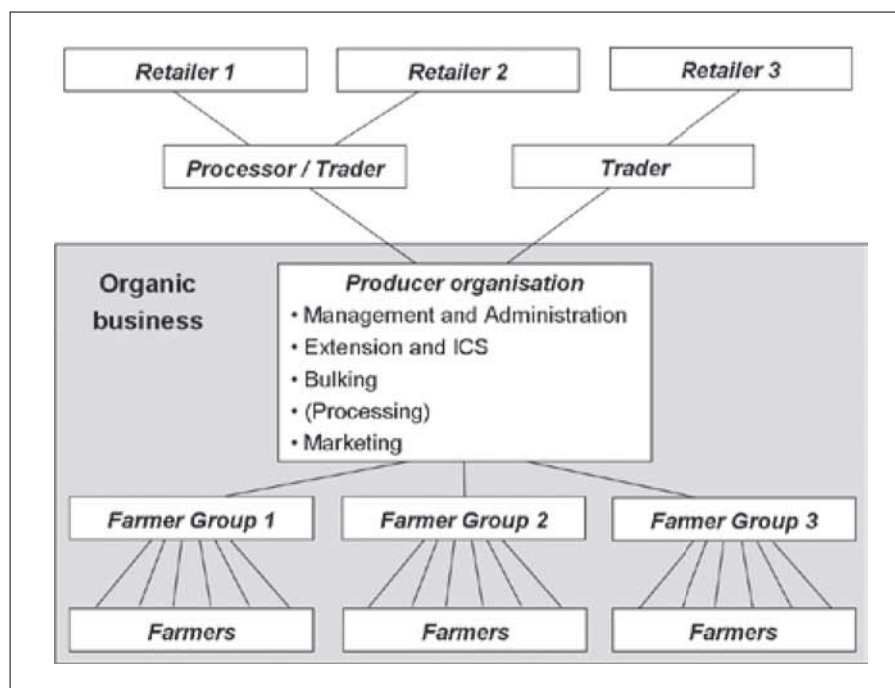 Retailer 1
Retailer 2
Retailer 3
Processor / Trader
Trader
Organic
business
Producer organisation
• Management and Administration
• Extension and ICS
• Bulking
• (Processing)
• Marketing
Farmer Group 1
Farmer Group 2
Farmer Group 3
Farmers
Farmers
Farmers